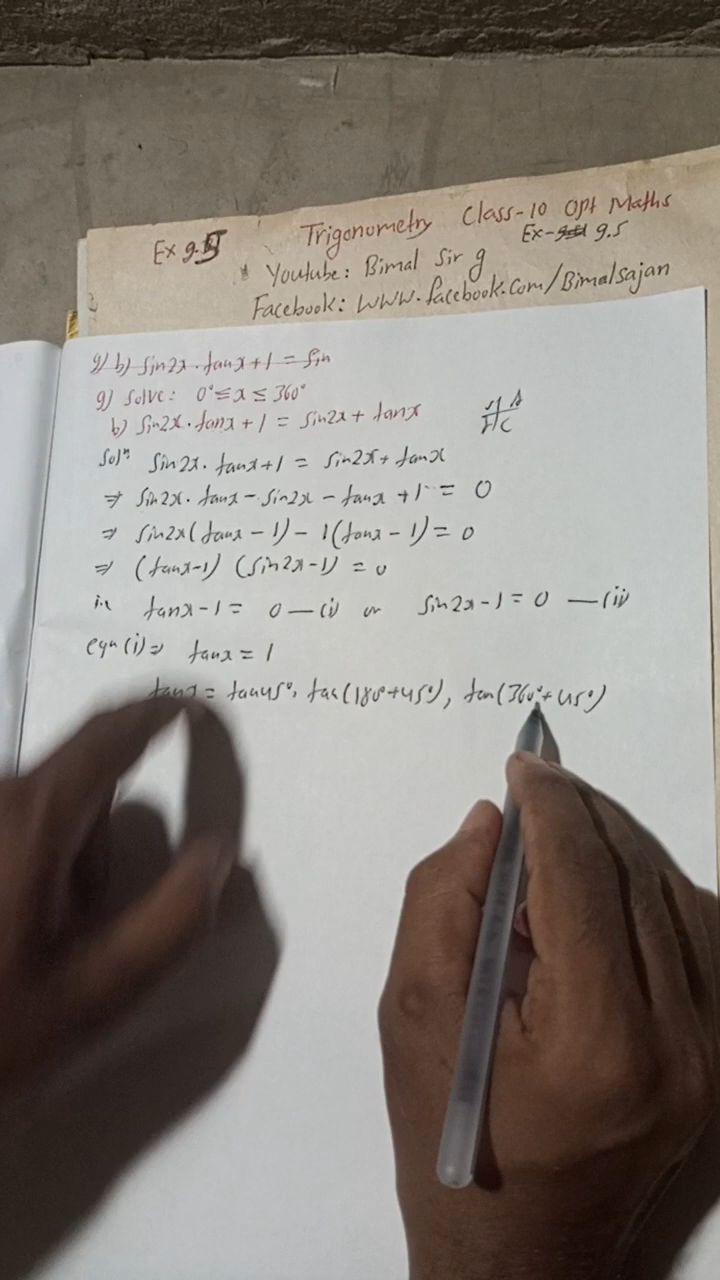 Ex 9.5
Trigonometry Class-10 Opt Maths
Ex- 9.5
Youtube: Bimal Sir g
Facebook: WWW.facebook.Com/Bimalsajan
g) b) Sin2x.tanx+1 = Sin
g) Solve: 0° ≤ x ≤ 360°
b) Sin2x.tanx+1 = Sin2x + tanx
S A
T C
Solⁿ Sin2x.tanx+1 = Sin2x+tanx
⇒ Sin2x.tanx-Sin2x-tanx+1 = 0
⇒ Sin2x(tanx-1)-1(tanx-1)=0
⇒ (tanx-1) (Sin2x-1) = 0
tanx-1 = 0 —(i) or Sin2x-1=0 —(ii)
eqn(i)⇒ tanx = 1
tanx = tan45°, tan(180°+45°), tan(360°+45°)